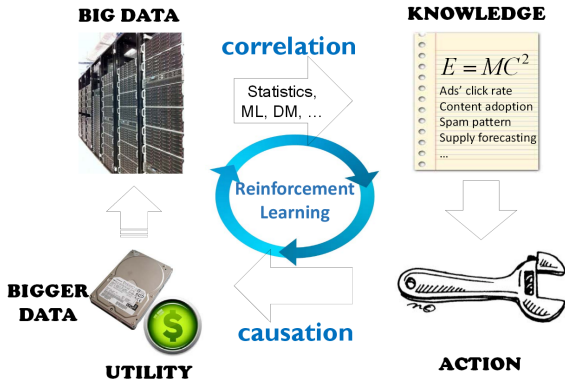 BIG DATA
KNOWLEDGE
correlation
Statistics,
ML, DM, ...
E = MC²
Ads' click rate
Content adoption
Spam pattern
Supply forecasting
...
Reinforcement
Learning
BIGGER
DATA
$
UTILITY
causation
ACTION